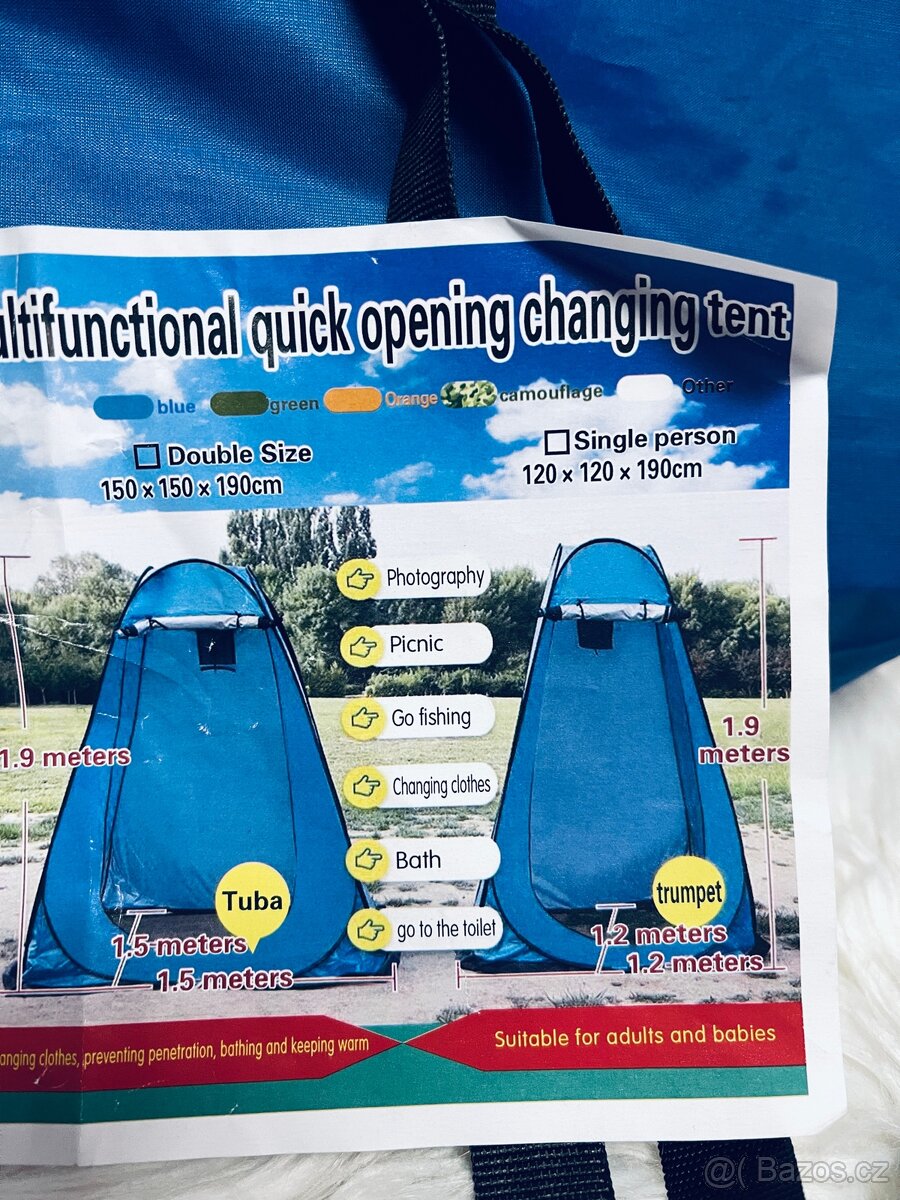 ultifunctional quick opening changing tent
blue green Orange camouflage Other
Double Size
150 x 150 x 190cm
Single person
120 x 120 x 190cm
Photography
Picnic
Go fishing
Changing clothes
Bath
go to the toilet
1.9 meters
Tuba
1.5 meters
1.5 meters
1.9
meters
trumpet
1.2 meters
1.2 meters
anging clothes, preventing penetration, bathing and keeping warm
Suitable for adults and babies
@( Bazos.cz